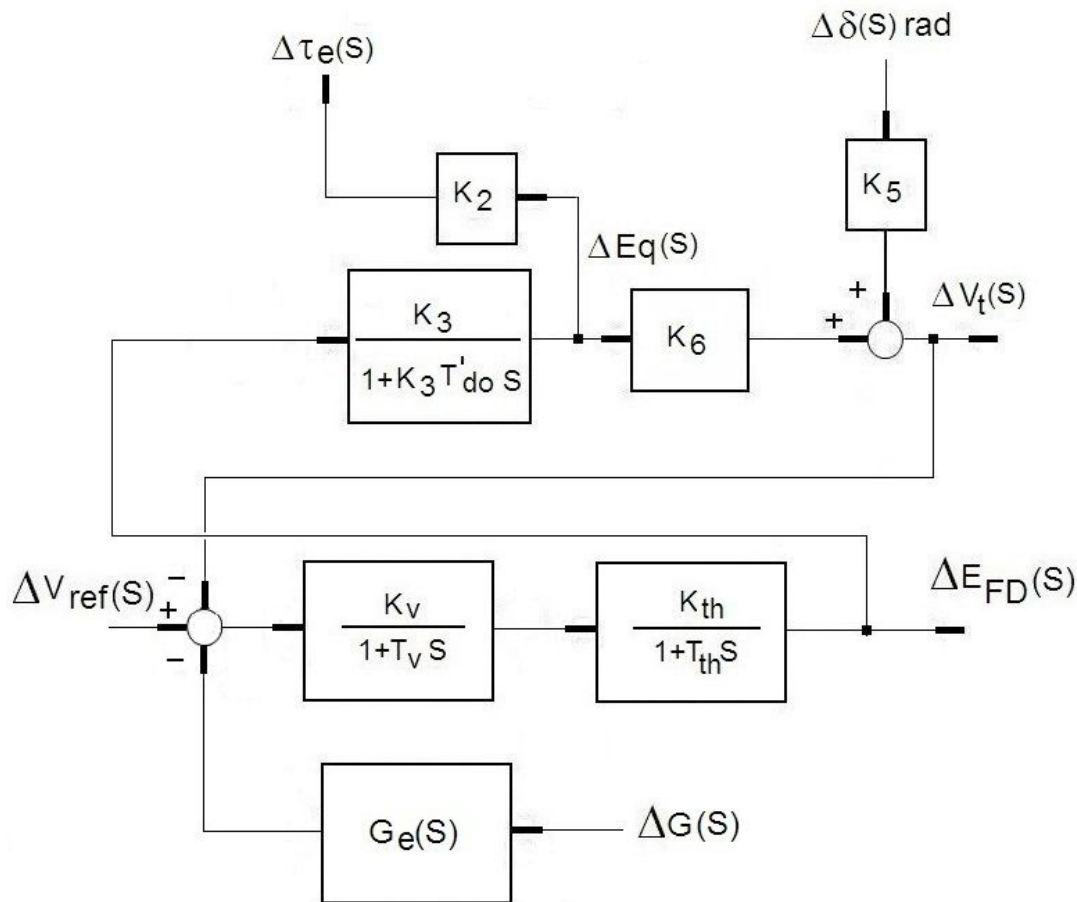 Δτe(S)
Δδ(S) rad
K2
K5
ΔEq(S)
+
ΔVt(S)
K3
1+K3T'do S
K6
+
ΔVref(S)
+
−
−
Kv
1+Tv S
Kth
1+TthS
ΔEFD(S)
Ge(S)
ΔG(S)